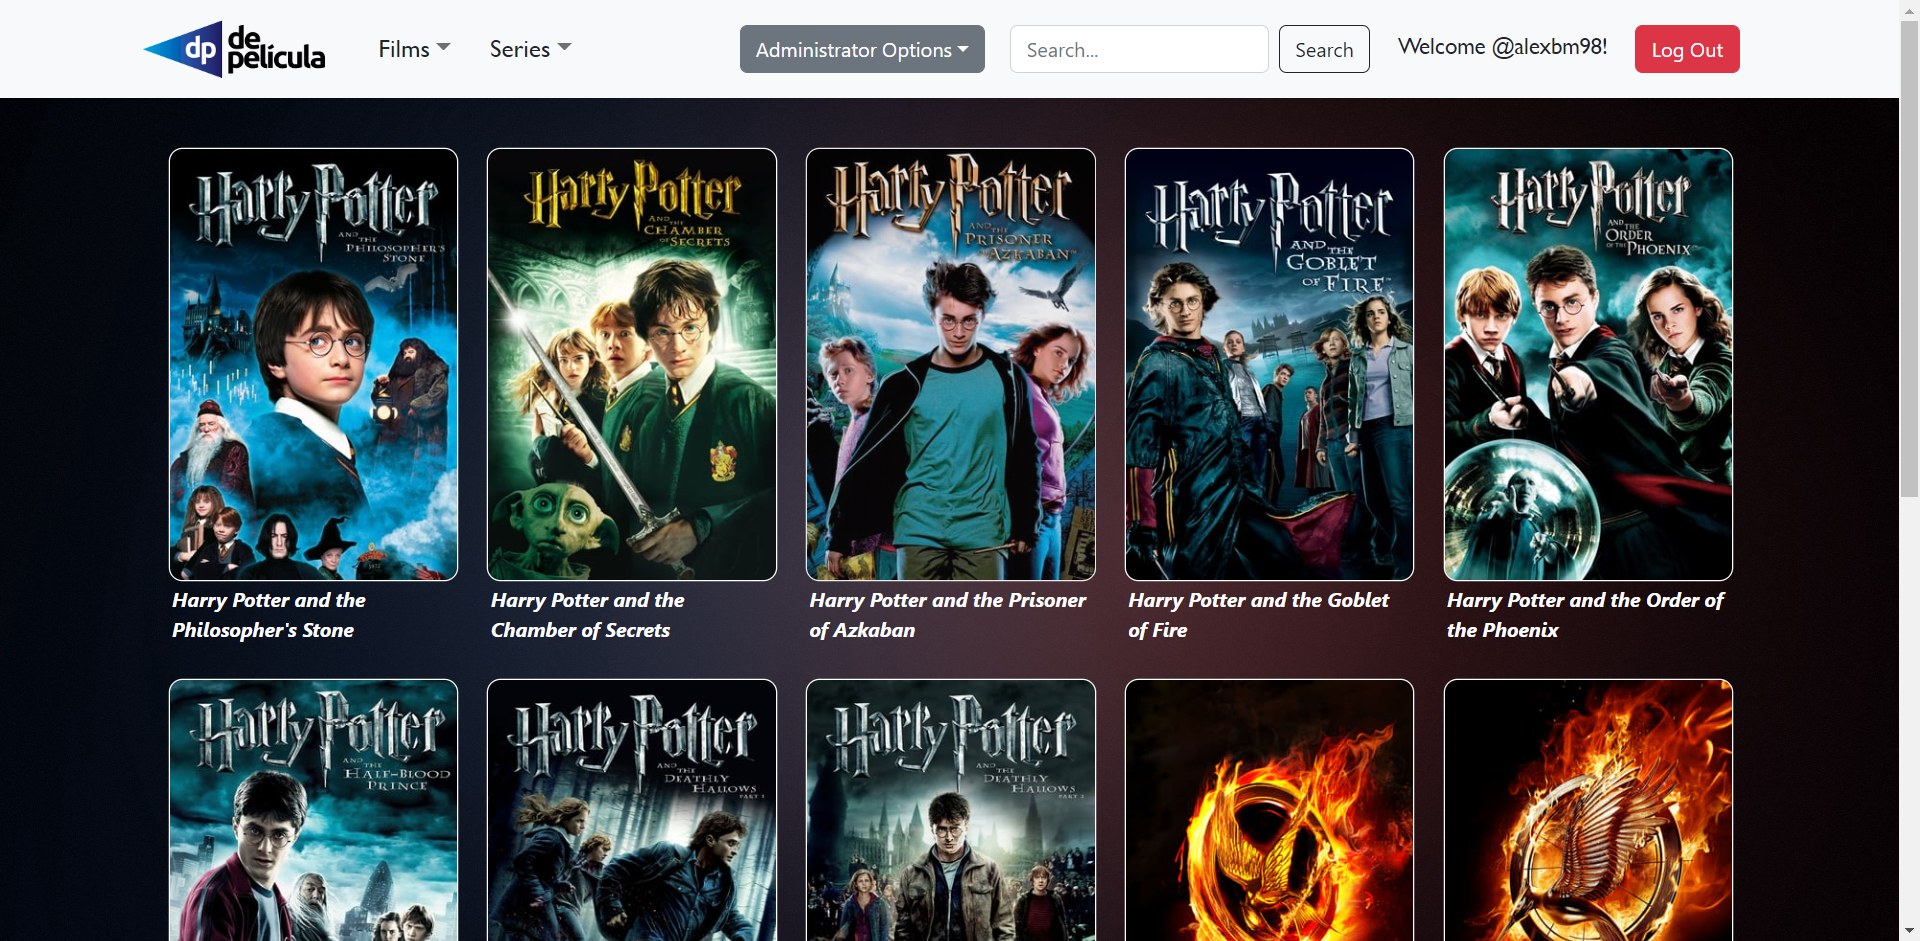 dp de película
Films
Series
Administrator Options
Search...
Search
Welcome @alexbm98!
Log Out
Harry Potter
AND THE
PHILOSOPHER'S
STONE
Harry Potter
AND THE
CHAMBER
OF SECRETS
Harry Potter
AND THE
PRISONER
OF AZKABAN™
Harry Potter
AND THE
GOBLET
OF FIRE™
Harry Potter
AND THE
ORDER
OF THE PHOENIX™
Harry Potter and the
Philosopher's Stone
Harry Potter and the
Chamber of Secrets
Harry Potter and the Prisoner
of Azkaban
Harry Potter and the Goblet
of Fire
Harry Potter and the Order of
the Phoenix
Harry Potter
AND THE
HALF-BLOOD
PRINCE
Harry Potter
AND THE
DEATHLY
HALLOWS
PART 1
Harry Potter
AND THE
DEATHLY
HALLOWS
PART 2